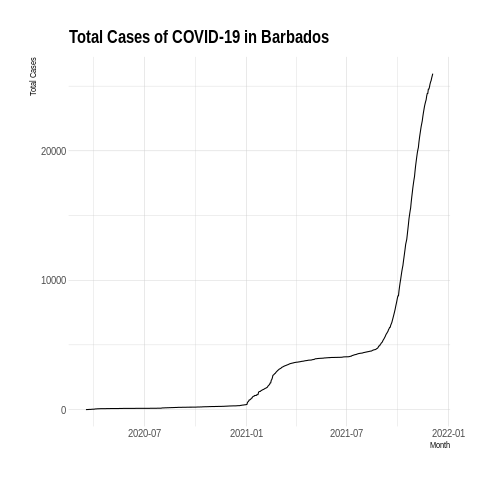 Total Cases of COVID-19 in Barbados
Total Cases
20000
10000
0
2020-07 2021-01 2021-07 2022-01
Month